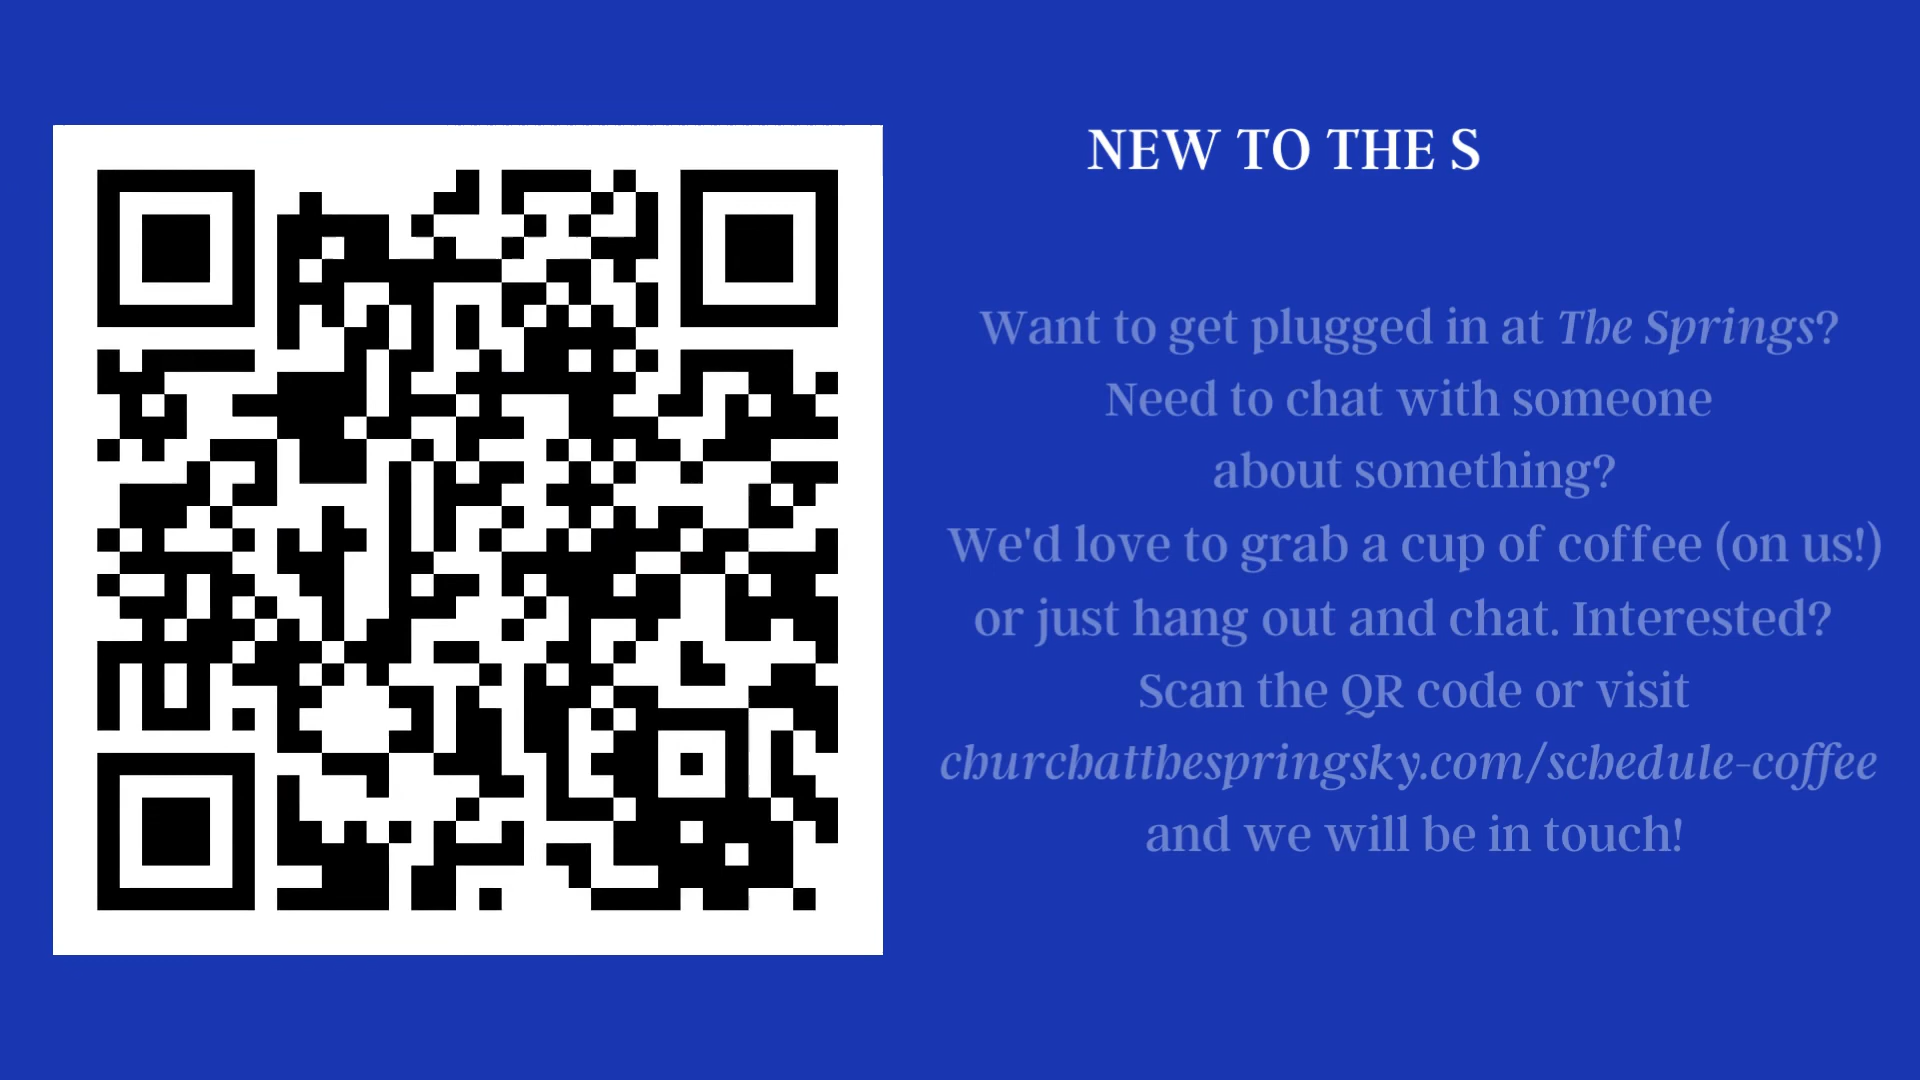 NEW TO THE S
Want to get plugged in at The Springs?
Need to chat with someone
about something?
We'd love to grab a cup of coffee (on us!)
or just hang out and chat. Interested?
Scan the QR code or visit
churchatthespringsky.com/schedule-coffee
and we will be in touch!